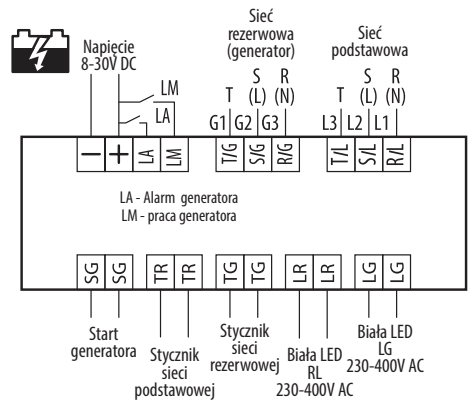 Napięcie
8-30V DC
Sieć
rezerwowa
(generator)
Sieć
podstawowa
LM
LA
T
S
(L)
R
(N)
T
S
(L)
R
(N)
G1 G2 G3
L3 L2 L1
− + LA LM T/G S/G R/G T/L S/L R/L
LA - Alarm generatora
LM - praca generatora
SG SG TR TR TG TG LR LR LG LG
Start
generatora
Stycznik
sieci
podstawowej
Stycznik
sieci
rezerwowej
Biała LED
RL
230-400V AC
Biała LED
LG
230-400V AC